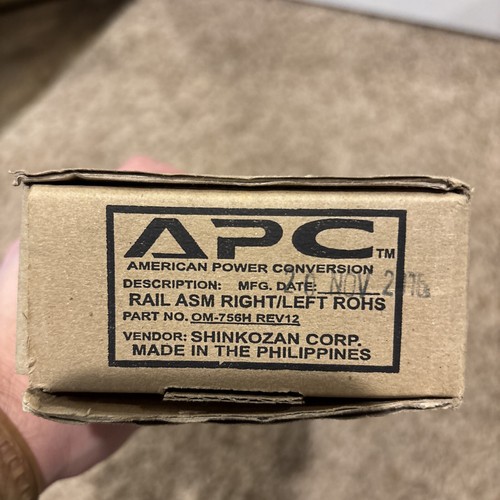 APC™
AMERICAN POWER CONVERSION
DESCRIPTION: MFG. DATE: NOV
RAIL ASM RIGHT/LEFT ROHS
PART NO. OM-756H REV12
VENDOR: SHINKOZAN CORP.
MADE IN THE PHILIPPINES